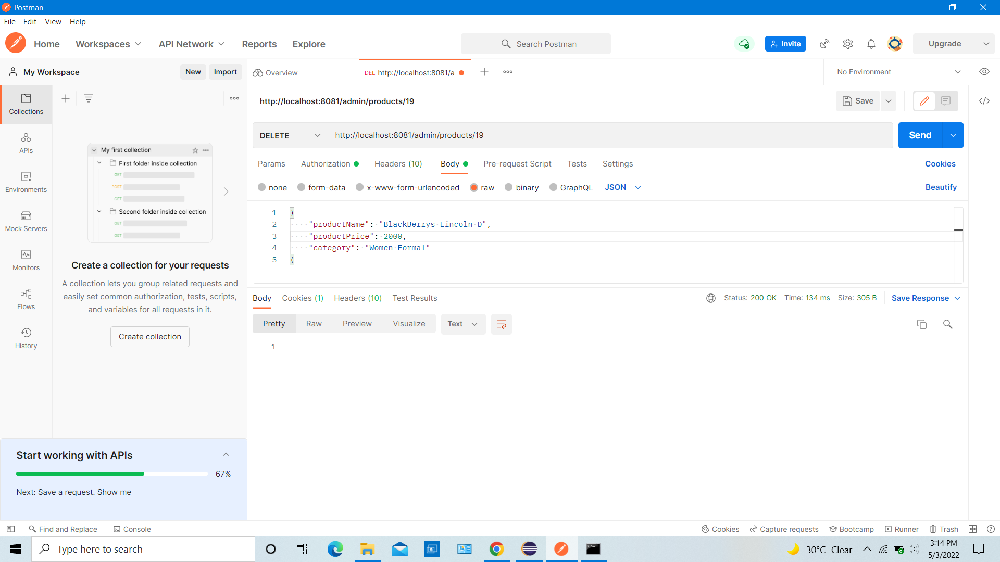 Postman
File Edit View Help
Home Workspaces API Network Reports Explore
Search Postman
Invite
Upgrade
My Workspace
New
Import
Overview
DEL http://localhost:8081/a
No Environment
Collections
APIs
Environments
Mock Servers
Monitors
Flows
History
My first collection
First folder inside collection
GET
POST
GET
Second folder inside collection
GET
GET
Create a collection for your requests
A collection lets you group related requests and
easily set common authorization, tests, scripts,
and variables for all requests in it.
Create collection
Start working with APIs
67%
Next: Save a request. Show me
http://localhost:8081/admin/products/19
Save
</>
DELETE
http://localhost:8081/admin/products/19
Send
Params Authorization Headers (10) Body Pre-request Script Tests Settings
Cookies
none form-data x-www-form-urlencoded raw binary GraphQL JSON
Beautify
1 {
2 "productName": "BlackBerrys Lincoln D",
3 "productPrice": 2000,
4 "category": "Women Formal"
5 }
Body Cookies (1) Headers (10) Test Results
Status: 200 OK Time: 134 ms Size: 305 B
Save Response
Pretty Raw Preview Visualize
Text
1
Find and Replace Console
Cookies Capture requests Bootcamp Runner Trash
Type here to search
30°C Clear
3:14 PM
5/3/2022